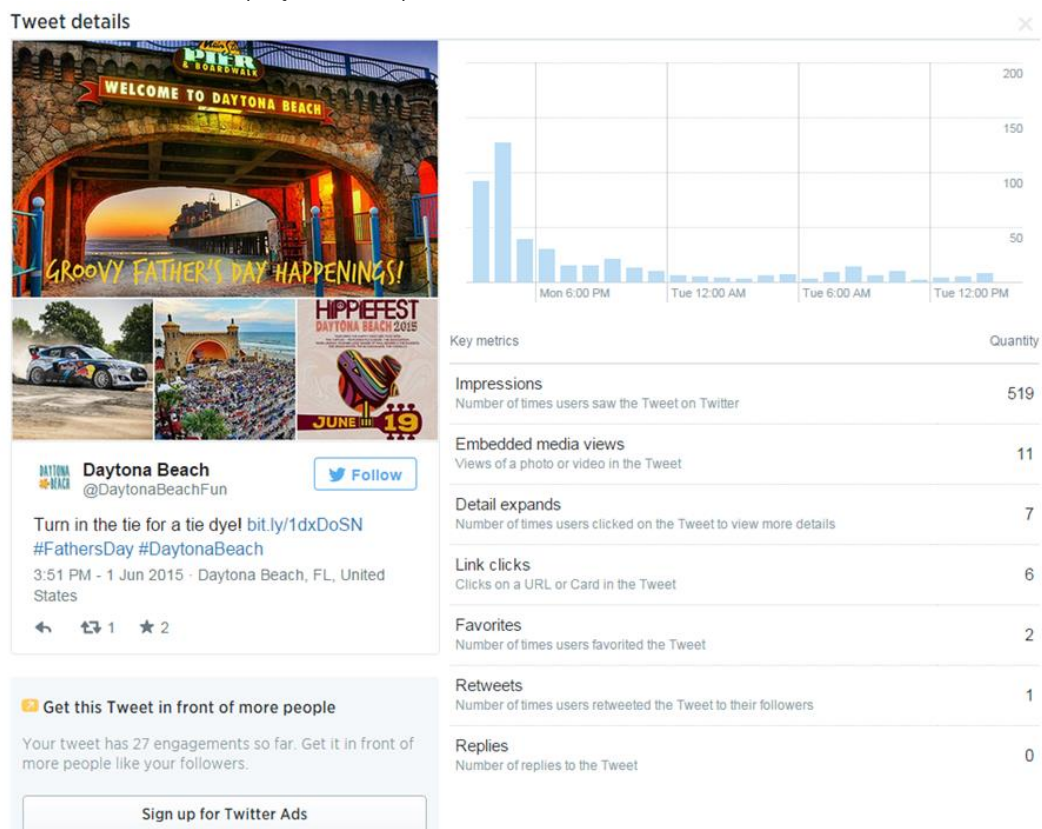 Tweet details
PIER
& BOARDWALK
WELCOME TO DAYTONA BEACH
GROOVY FATHER'S DAY HAPPENINGS!
HIPPIEFEST
DAYTONA BEACH 2015
JUNE 19
DAYTONA
BEACH
Daytona Beach
@DaytonaBeachFun
Follow
Turn in the tie for a tie dye! bit.ly/1dxDoSN
#FathersDay #DaytonaBeach
3:51 PM - 1 Jun 2015 · Daytona Beach, FL, United
States
1 2
Get this Tweet in front of more people
Your tweet has 27 engagements so far. Get it in front of
more people like your followers.
Sign up for Twitter Ads
200
150
100
50
Mon 6:00 PM Tue 12:00 AM Tue 6:00 AM Tue 12:00 PM
Key metrics Quantity
Impressions 519
Number of times users saw the Tweet on Twitter
Embedded media views 11
Views of a photo or video in the Tweet
Detail expands 7
Number of times users clicked on the Tweet to view more details
Link clicks 6
Clicks on a URL or Card in the Tweet
Favorites 2
Number of times users favorited the Tweet
Retweets 1
Number of times users retweeted the Tweet to their followers
Replies 0
Number of replies to the Tweet